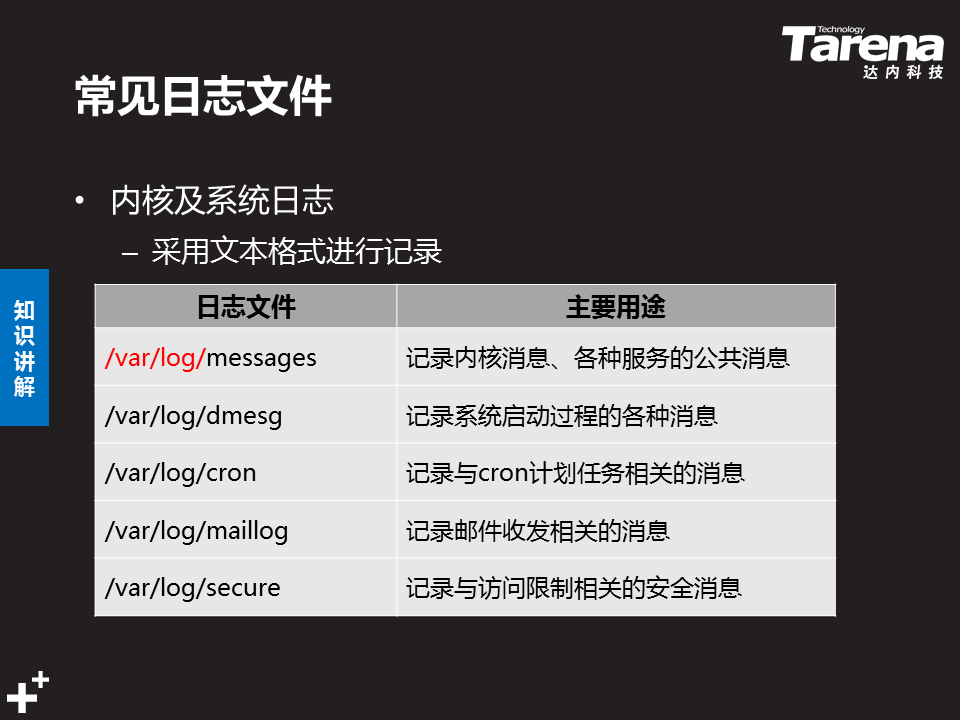 Technology
Tarena
达内科技
常见日志文件
• 内核及系统日志
– 采用文本格式进行记录
知识讲解
日志文件 主要用途
/var/log/messages 记录内核消息、各种服务的公共消息
/var/log/dmesg 记录系统启动过程的各种消息
/var/log/cron 记录与cron计划任务相关的消息
/var/log/maillog 记录邮件收发相关的消息
/var/log/secure 记录与访问限制相关的安全消息